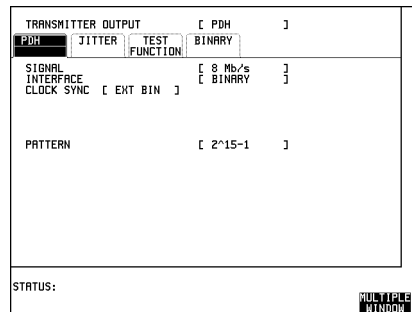 TRANSMITTER OUTPUT [ PDH ]
PDH JITTER TEST FUNCTION BINARY
SIGNAL [ 8 Mb/s ]
INTERFACE [ BINARY ]
CLOCK SYNC [ EXT BIN ]
PATTERN [ 2^15-1 ]
STATUS:
MULTIPLE
WINDOW